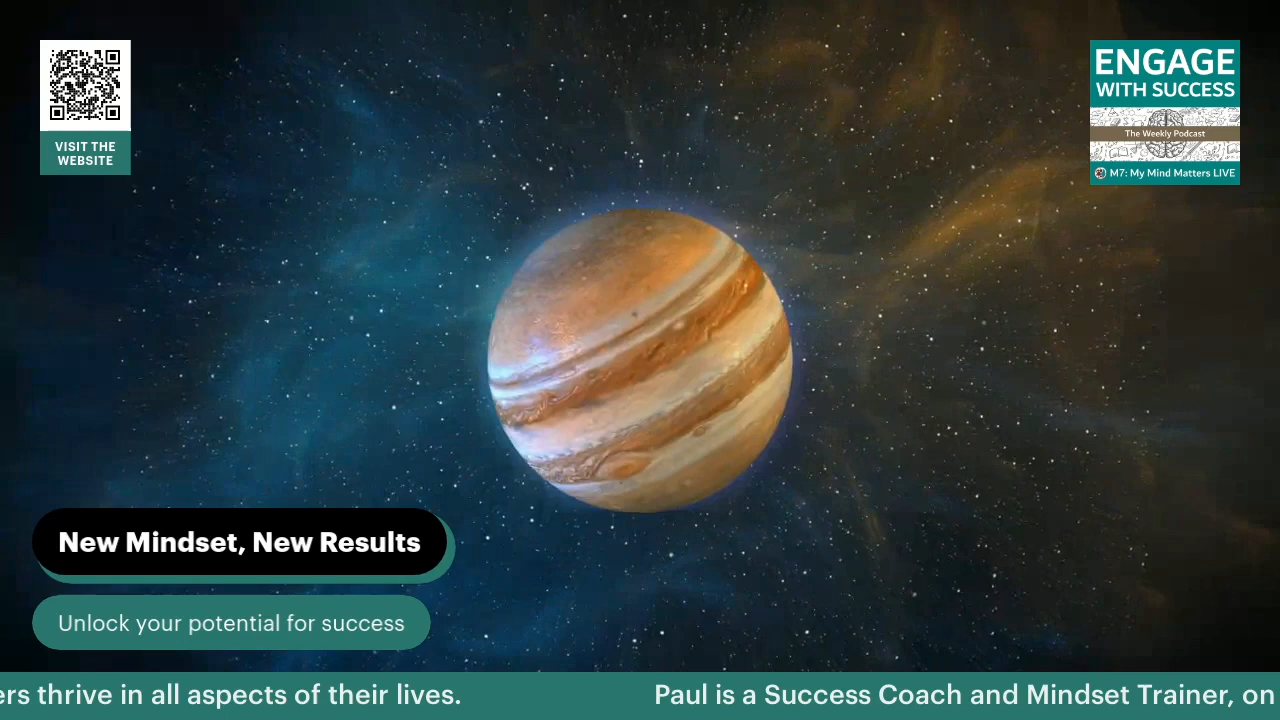 VISIT THE
WEBSITE
ENGAGE
WITH SUCCESS
The Weekly Podcast
M7: My Mind Matters LIVE
New Mindset, New Results
Unlock your potential for success
ers thrive in all aspects of their lives. Paul is a Success Coach and Mindset Trainer, on